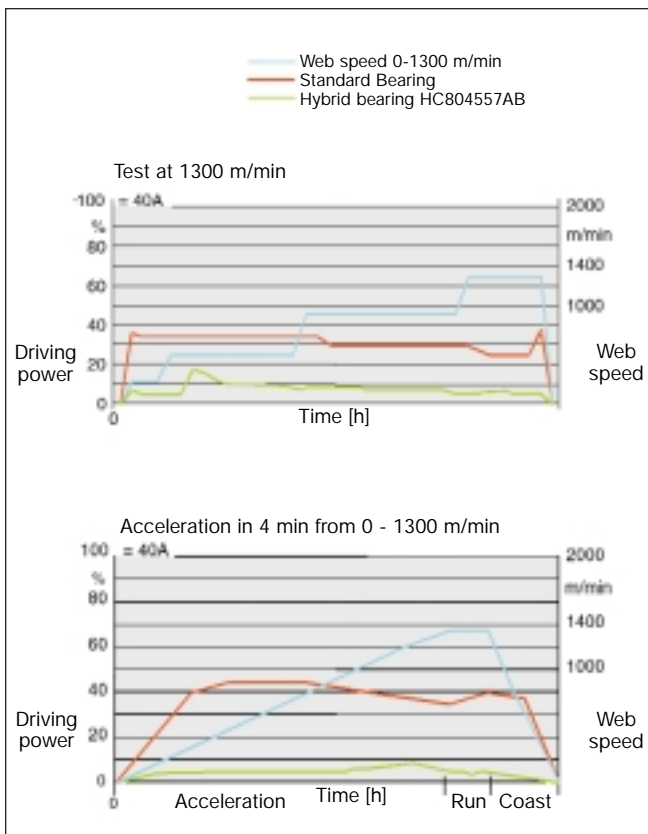 Web speed 0-1300 m/min
Standard Bearing
Hybrid bearing HC804557AB
Test at 1300 m/min
100 = 40A
%
80
60
40
20
0
Driving
power
2000
m/min
1400
1000
Web
speed
0
Time [h]
Acceleration in 4 min from 0 - 1300 m/min
100 = 40A
%
80
60
40
20
0
Driving
power
2000
m/min
1400
1000
Web
speed
0
Acceleration Time [h] Run Coast